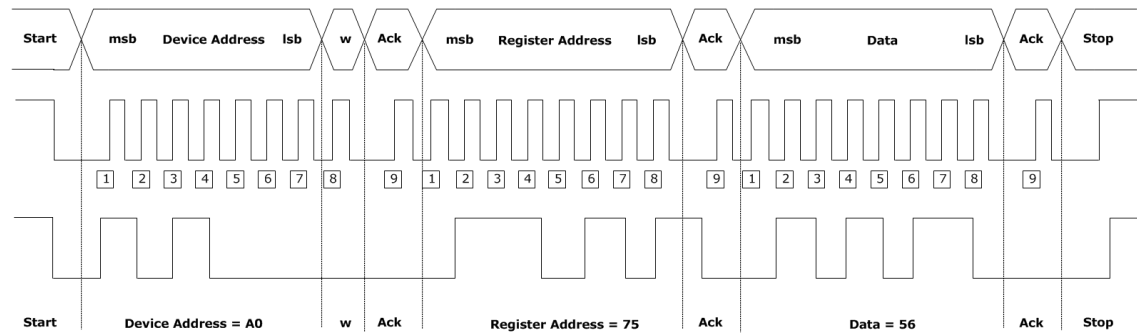 Start msb Device Address lsb w Ack msb Register Address lsb Ack msb Data lsb Ack Stop
1 2 3 4 5 6 7 8 9 1 2 3 4 5 6 7 8 9 1 2 3 4 5 6 7 8 9
Start Device Address = A0 w Ack Register Address = 75 Ack Data = 56 Ack Stop